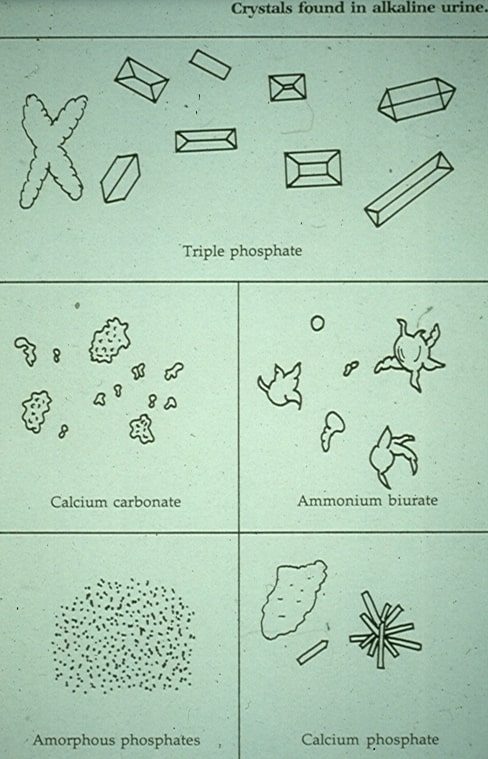 Crystals found in alkaline urine.
Triple phosphate
Calcium carbonate
Ammonium biurate
Amorphous phosphates
Calcium phosphate